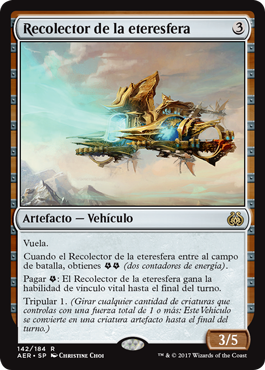 Recolector de la eteresfera 3
Artefacto — Vehículo
Vuela.
Cuando el Recolector de la eteresfera entre al campo
de batalla, obtienes (dos contadores de energía).
Pagar : El Recolector de la eteresfera gana la
habilidad de vínculo vital hasta el final del turno.
Tripular 1. (Girar cualquier cantidad de criaturas que
controlas con una fuerza total de 1 o más: Este Vehículo
se convierte en una criatura artefacto hasta el final del
turno.)
3/5
142/184 R
AER • SP Christine Choi
™ & © 2017 Wizards of the Coast